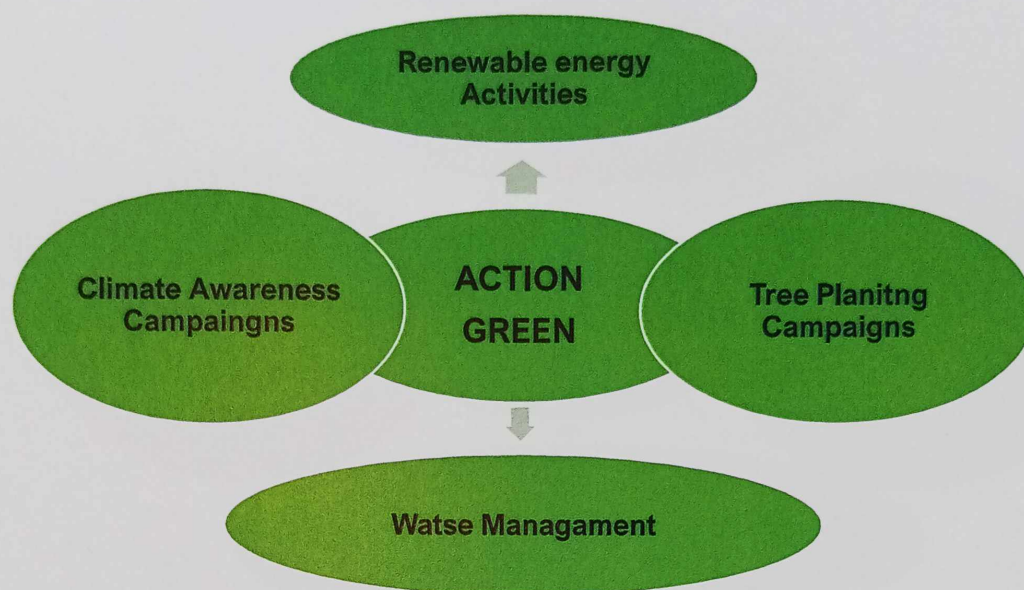 Renewable energy
Activities
Climate Awareness
Campaingns
ACTION
GREEN
Tree Planitng
Campaigns
Watse Managament